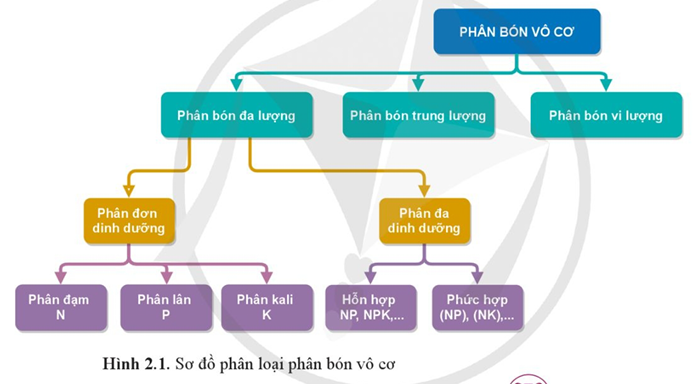 PHÂN BÓN VÔ CƠ
Phân bón đa lượng
Phân bón trung lượng
Phân bón vi lượng
Phân đơn
dinh dưỡng
Phân đa
dinh dưỡng
Phân đạm
N
Phân lân
P
Phân kali
K
Hỗn hợp
NP, NPK,...
Phức hợp
(NP), (NK),...
Hình 2.1. Sơ đồ phân loại phân bón vô cơ